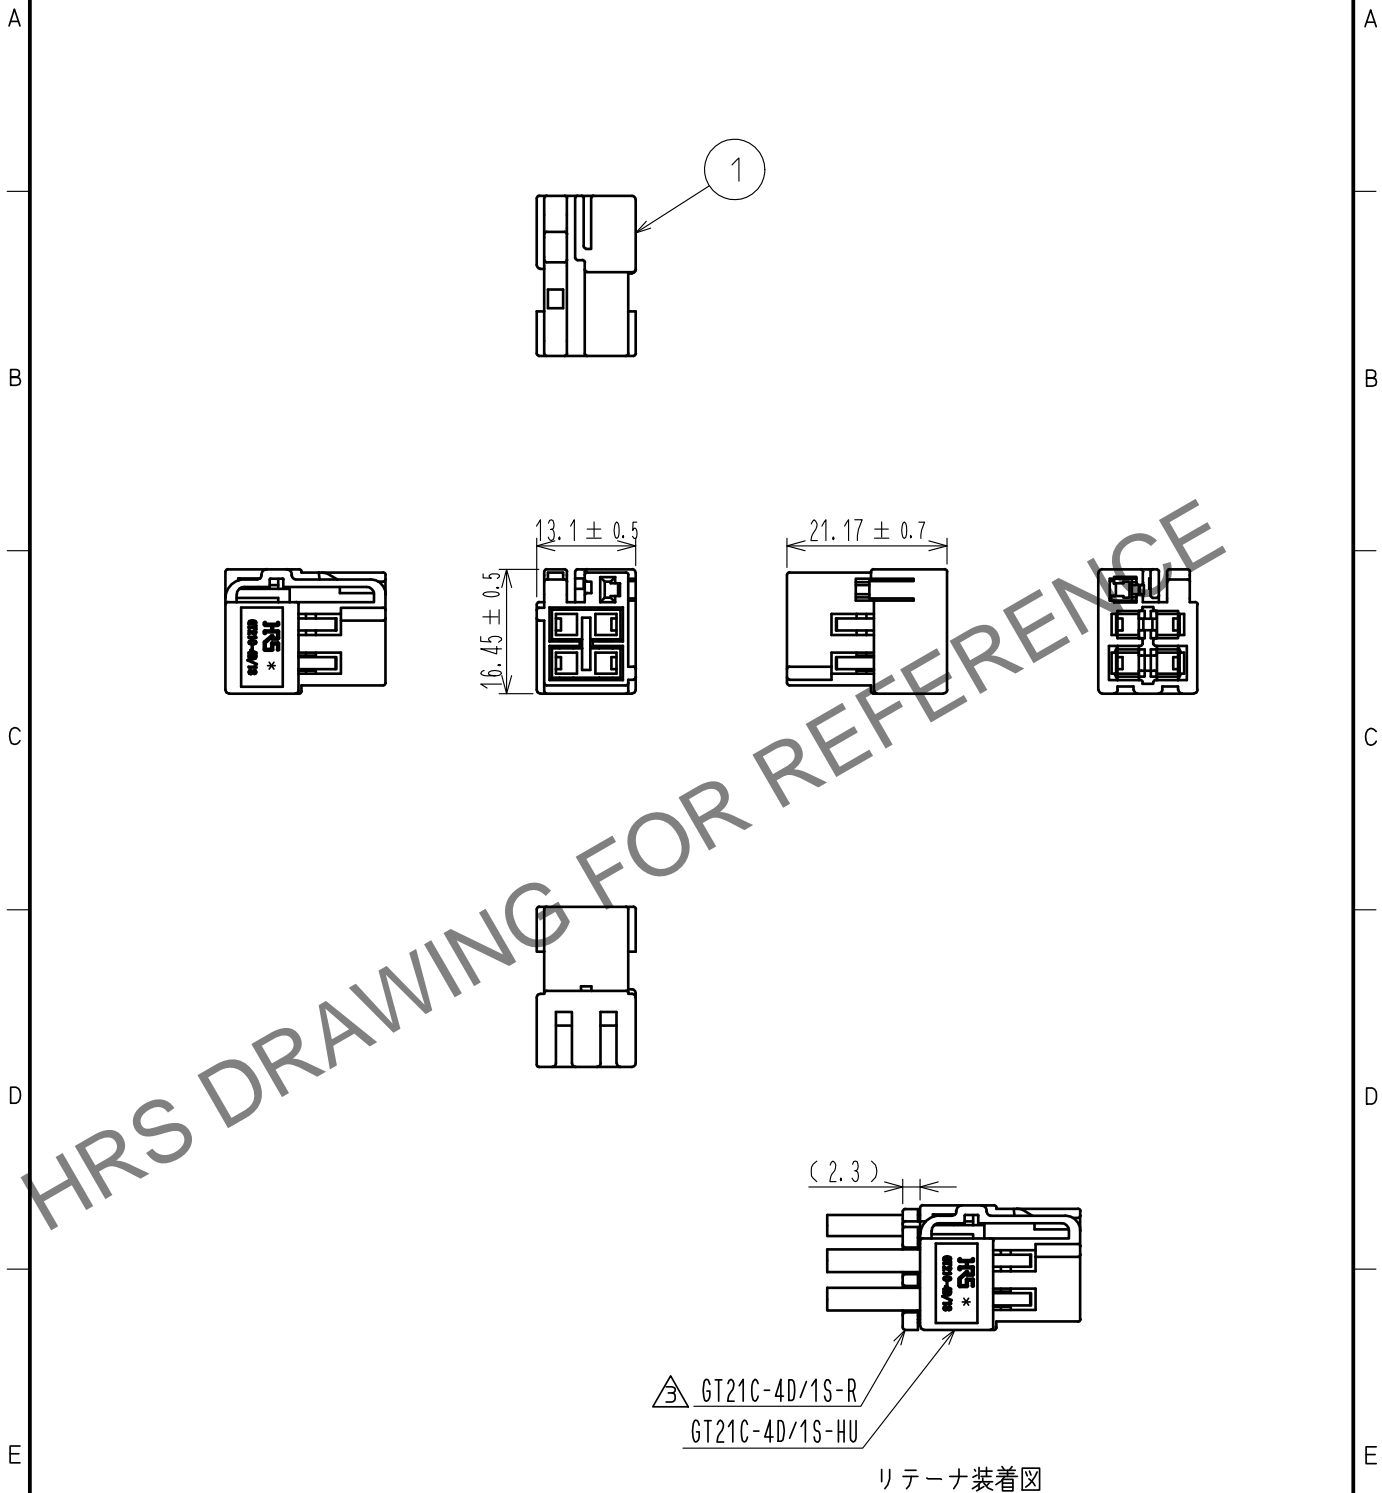 A
A
1
B
B
13.1 ± 0.5
21.17 ± 0.7
16.45 ± 0.5
HRS
*
C
C
HRS DRAWING FOR REFERENCE
D
D
(2.3)
HRS
*
3 GT21C-4D/1S-R
GT21C-4D/1S-HU
E
E
リテーナ装着図